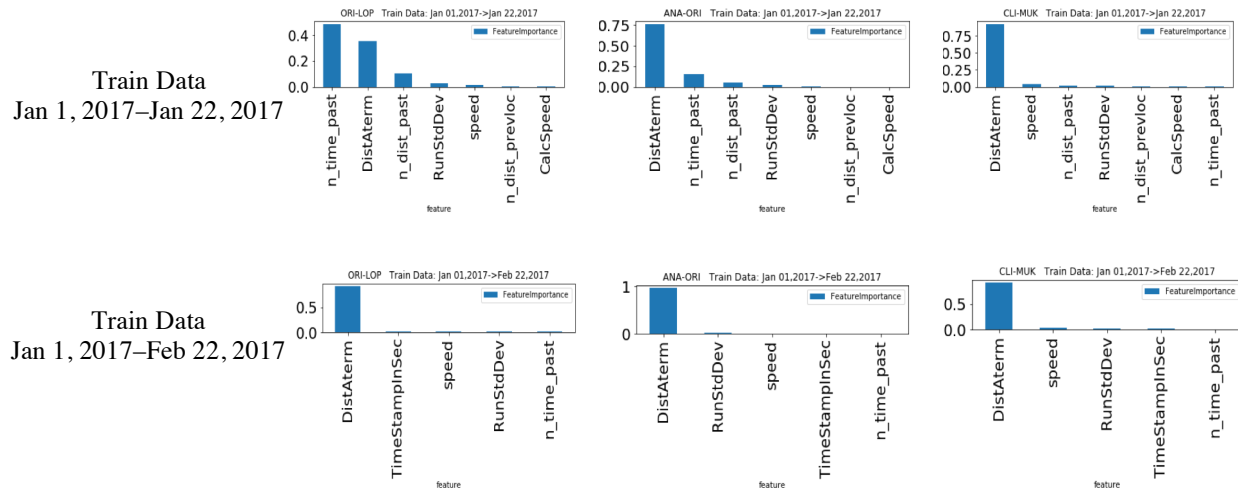 Train Data
Jan 1, 2017–Jan 22, 2017
ORI-LOP Train Data: Jan 01,2017->Jan 22,2017
FeatureImportance
0.4
0.2
0.0
n_time_past
DistAterm
n_dist_past
RunStdDev
speed
n_dist_prevloc
CalcSpeed
feature
ANA-ORI Train Data: Jan 01,2017->Jan 22,2017
FeatureImportance
0.75
0.50
0.25
0.00
DistAterm
n_time_past
n_dist_past
RunStdDev
speed
n_dist_prevloc
CalcSpeed
feature
CLI-MUK Train Data: Jan 01,2017->Jan 22,2017
FeatureImportance
0.75
0.50
0.25
0.00
DistAterm
speed
n_dist_past
RunStdDev
n_dist_prevloc
CalcSpeed
n_time_past
feature
Train Data
Jan 1, 2017–Feb 22, 2017
ORI-LOP Train Data: Jan 01,2017->Feb 22,2017
FeatureImportance
0.5
0.0
DistAterm
TimeStampInSec
speed
RunStdDev
n_time_past
feature
ANA-ORI Train Data: Jan 01,2017->Feb 22,2017
FeatureImportance
1
0
DistAterm
RunStdDev
speed
TimeStampInSec
n_time_past
feature
CLI-MUK Train Data: Jan 01,2017->Feb 22,2017
FeatureImportance
0.5
0.0
DistAterm
speed
RunStdDev
TimeStampInSec
n_time_past
feature